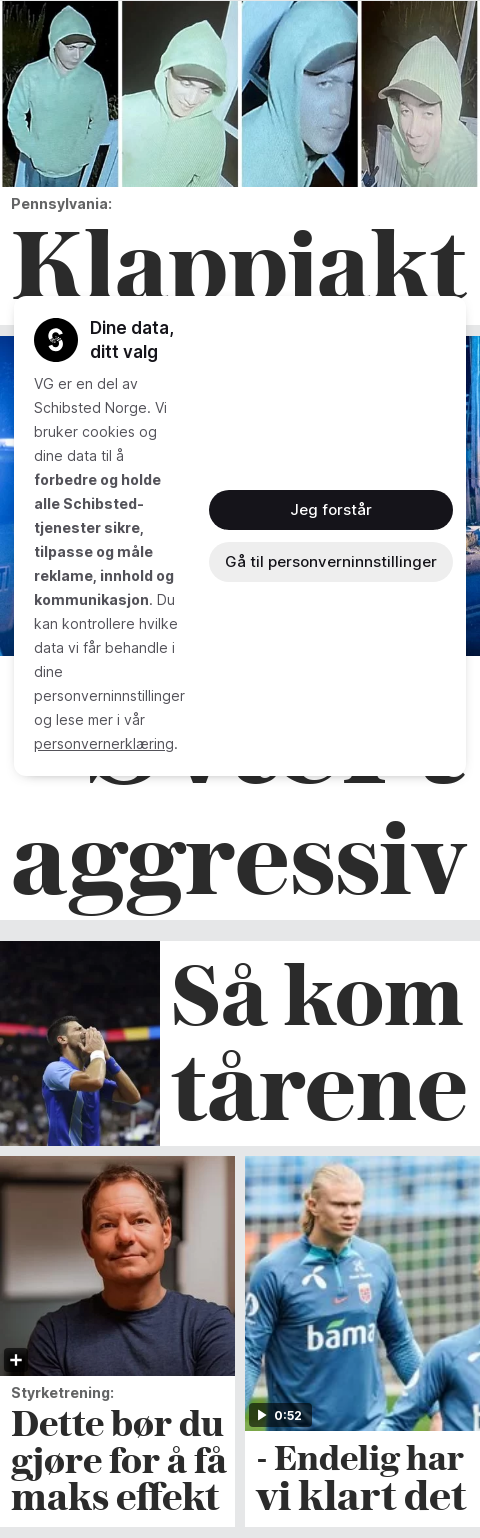 Pennsylvania:
Klappjakt
Dine data,
ditt valg
VG er en del av
Schibsted Norge. Vi
bruker cookies og
dine data til å
forbedre og holde
alle Schibsted-
tjenester sikre,
tilpasse og måle
reklame, innhold og
kommunikasjon. Du
kan kontrollere hvilke
data vi får behandle i
dine
personverninnstillinger
og lese mer i vår
personvernerklæring.
Jeg forstår
Gå til personverninnstillinger
aggressiv
Så kom
tårene
Styrketrening:
Dette bør du
gjøre for å få
maks effekt
bama
0:52
- Endelig har
vi klart det